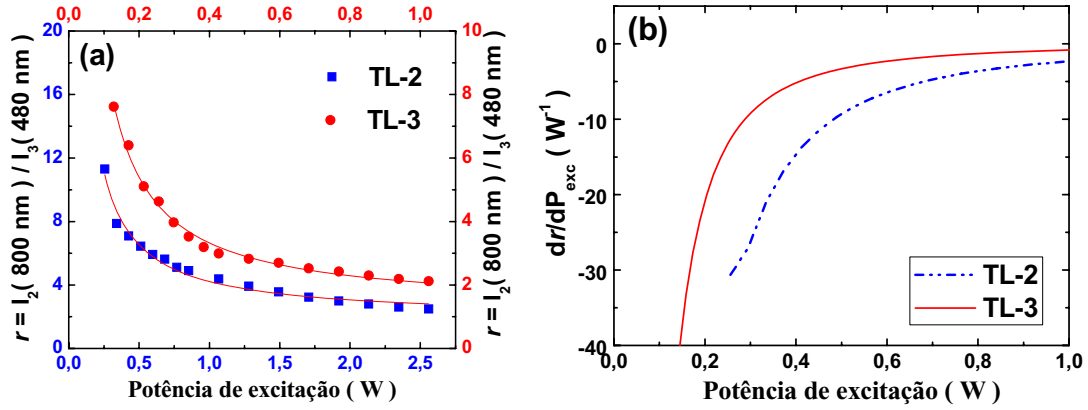 0,0 0,2 0,4 0,6 0,8 1,0
(a)
TL-2
TL-3
20
16
12
8
4
0
10
8
6
4
2
0
r = I2( 800 nm ) / I3( 480 nm )
r = I2( 800 nm ) / I3( 480 nm )
0,0 0,5 1,0 1,5 2,0 2,5
Potência de excitação ( W )
(b)
0
-10
-20
-30
-40
dr/dPexc ( W-1 )
TL-2
TL-3
0,0 0,2 0,4 0,6 0,8 1,0
Potência de excitação ( W )